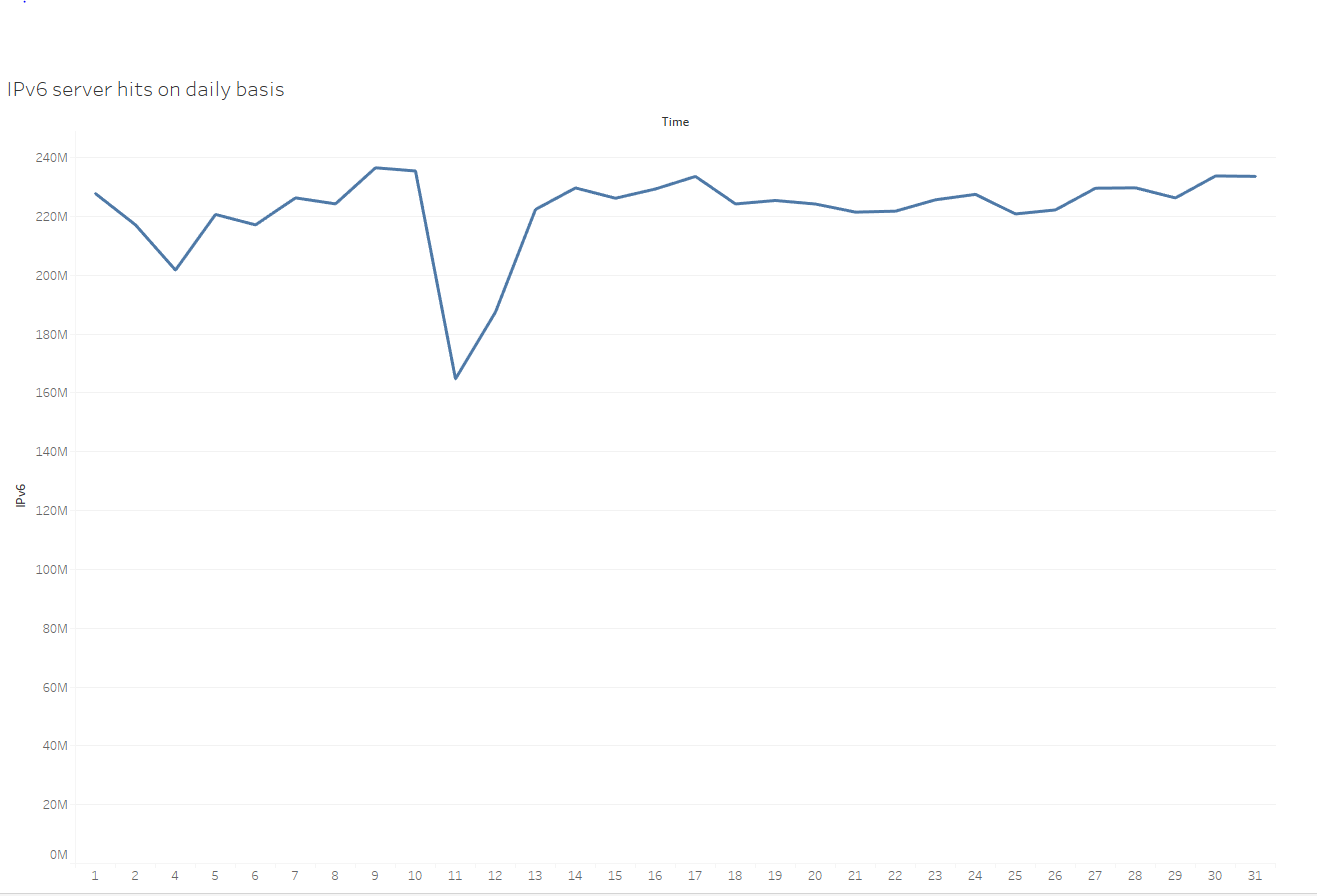 IPv6 server hits on daily basis
Time
240M
220M
200M
180M
160M
140M
120M
100M
80M
60M
40M
20M
0M
IPv6
1 2 4 5 6 7 8 9 10 11 12 13 14 15 16 17 18 19 20 21 22 23 24 25 26 27 28 29 30 31